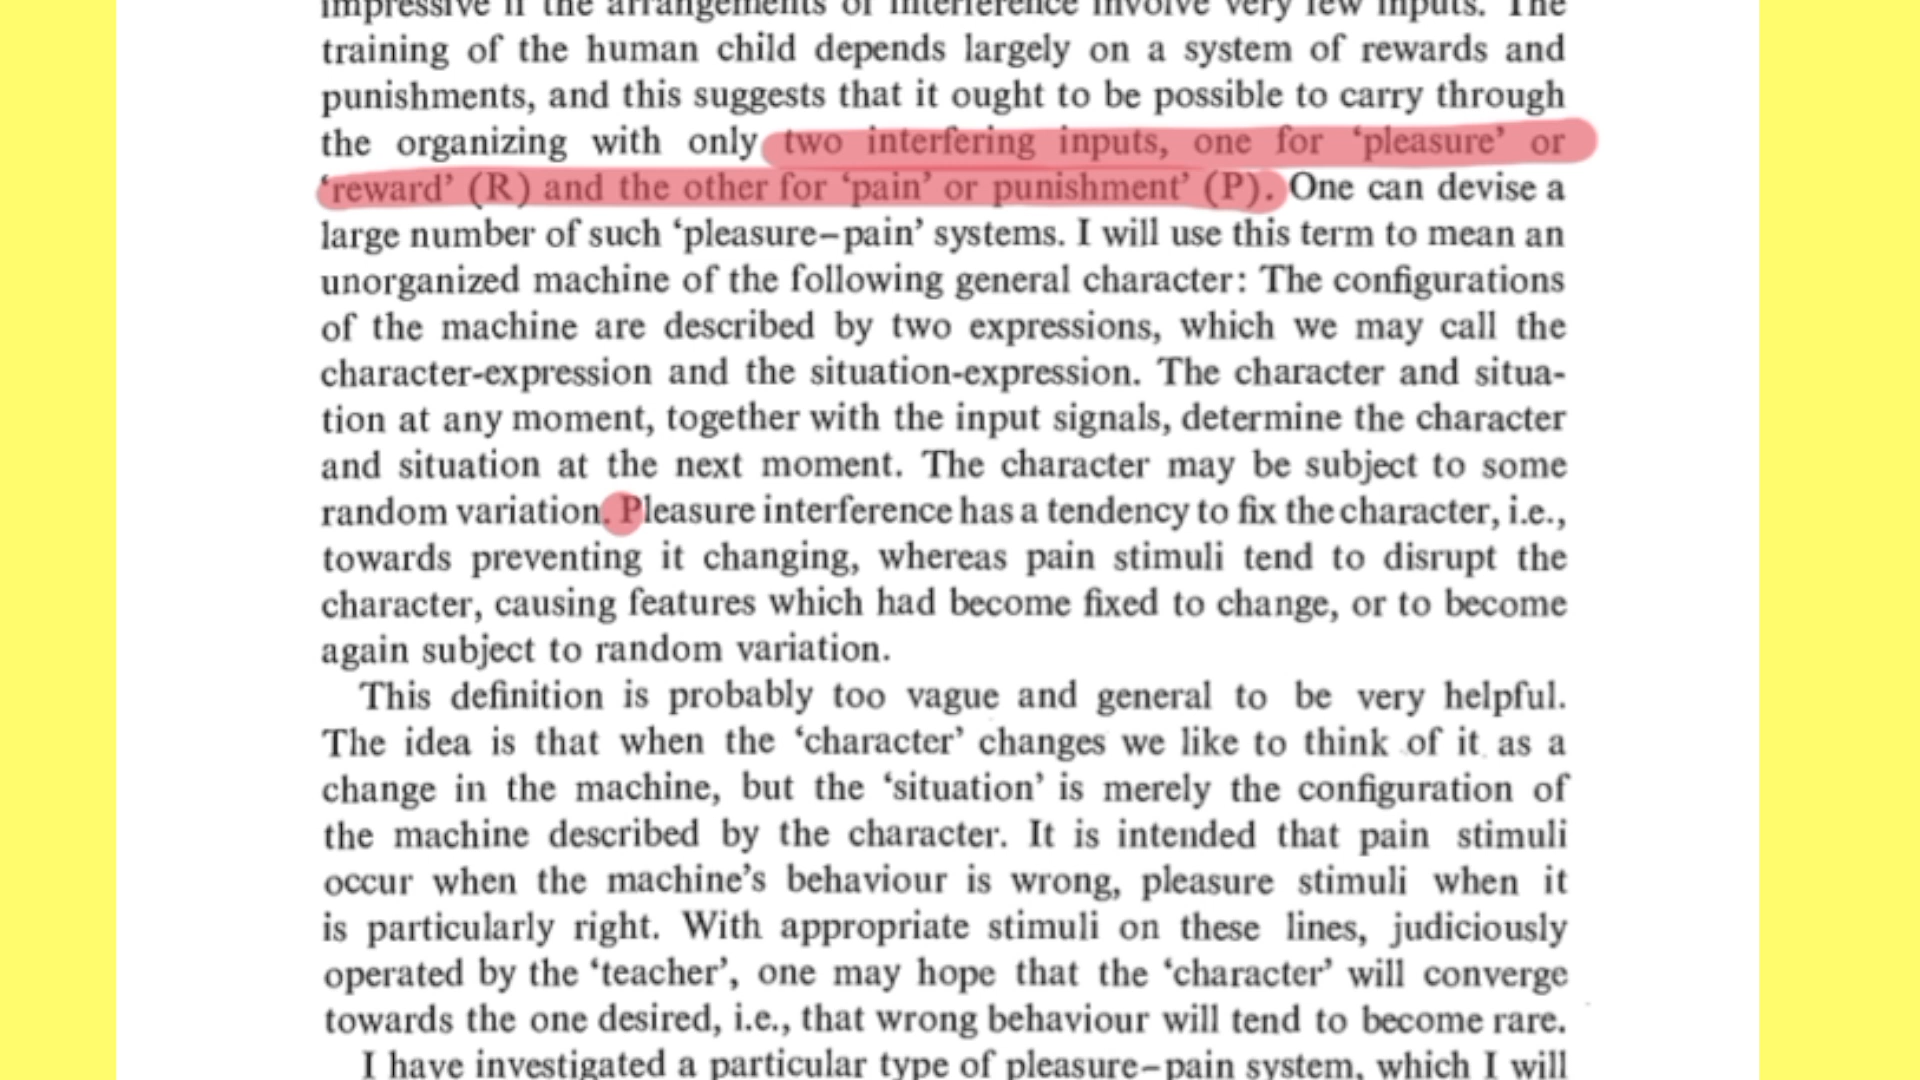 impressive if the arrangements of interference involve very few inputs. The
training of the human child depends largely on a system of rewards and
punishments, and this suggests that it ought to be possible to carry through
the organizing with only two interfering inputs, one for ‘pleasure’ or
‘reward’ (R) and the other for ‘pain’ or punishment’ (P). One can devise a
large number of such ‘pleasure–pain’ systems. I will use this term to mean an
unorganized machine of the following general character: The configurations
of the machine are described by two expressions, which we may call the
character-expression and the situation-expression. The character and situa-
tion at any moment, together with the input signals, determine the character
and situation at the next moment. The character may be subject to some
random variation. Pleasure interference has a tendency to fix the character, i.e.,
towards preventing it changing, whereas pain stimuli tend to disrupt the
character, causing features which had become fixed to change, or to become
again subject to random variation.
This definition is probably too vague and general to be very helpful.
The idea is that when the ‘character’ changes we like to think of it as a
change in the machine, but the ‘situation’ is merely the configuration of
the machine described by the character. It is intended that pain stimuli
occur when the machine’s behaviour is wrong, pleasure stimuli when it
is particularly right. With appropriate stimuli on these lines, judiciously
operated by the ‘teacher’, one may hope that the ‘character’ will converge
towards the one desired, i.e., that wrong behaviour will tend to become rare.
I have investigated a particular type of pleasure–pain system, which I will